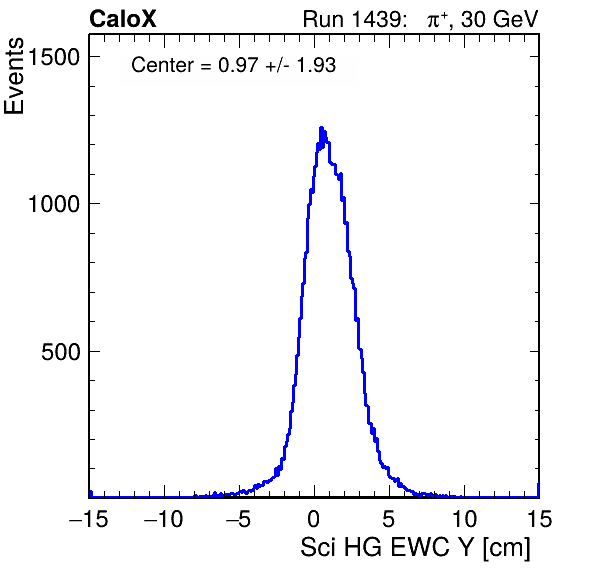 CaloX Run 1439: π⁺, 30 GeV
Events
Center = 0.97 +/- 1.93
1500
1000
500
−15 −10 −5 0 5 10 15
Sci HG EWC Y [cm]